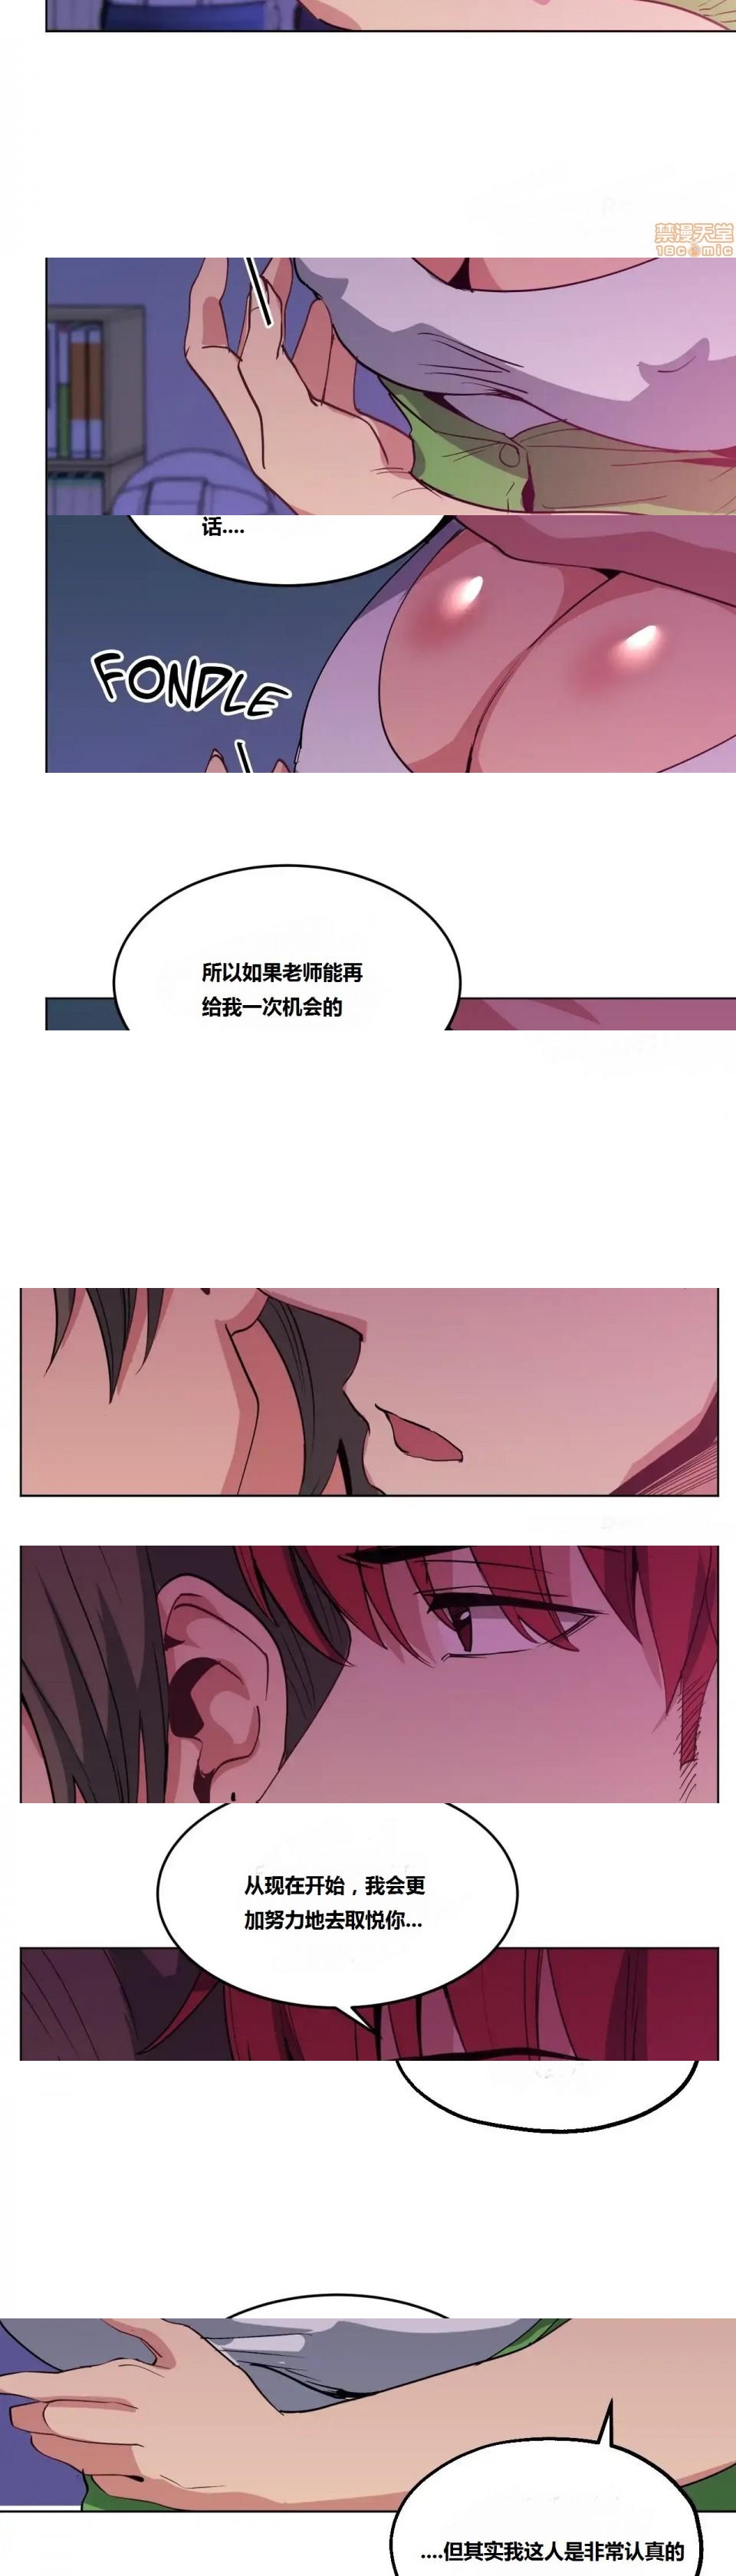 禁漫天堂
18comic
话....
FONDLE
所以如果老师能再
给我一次机会的
从现在开始，我会更
加努力地去取悦你...
....但其实我这人是非常认真的